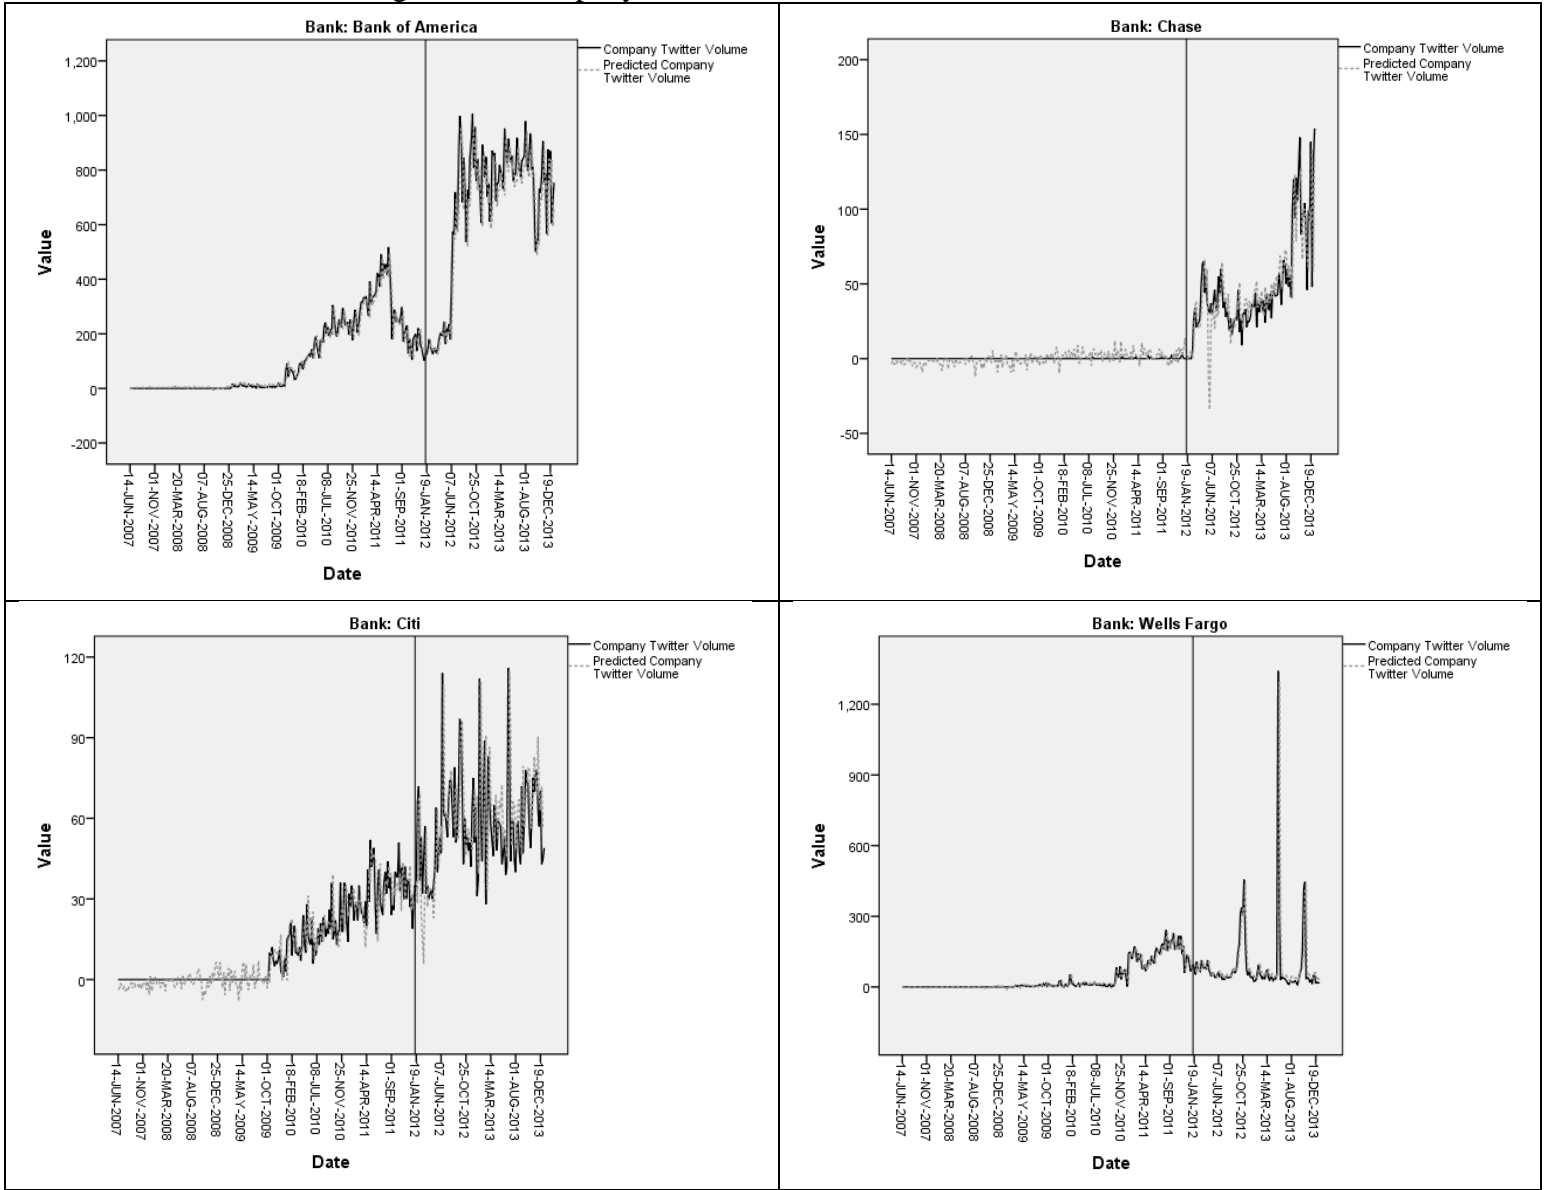 Bank: Bank of America
Company Twitter Volume
Predicted Company
Twitter Volume
1,200
1,000
800
600
400
200
0
-200
Value
14-JUN-2007
01-NOV-2007
20-MAR-2008
07-AUG-2008
25-DEC-2008
14-MAY-2009
01-OCT-2009
18-FEB-2010
08-JUL-2010
25-NOV-2010
14-APR-2011
01-SEP-2011
19-JAN-2012
07-JUN-2012
25-OCT-2012
14-MAR-2013
01-AUG-2013
19-DEC-2013
Date
Bank: Chase
Company Twitter Volume
Predicted Company
Twitter Volume
200
150
100
50
0
-50
Value
14-JUN-2007
01-NOV-2007
20-MAR-2008
07-AUG-2008
25-DEC-2008
14-MAY-2009
01-OCT-2009
18-FEB-2010
08-JUL-2010
25-NOV-2010
14-APR-2011
01-SEP-2011
19-JAN-2012
07-JUN-2012
25-OCT-2012
14-MAR-2013
01-AUG-2013
19-DEC-2013
Date
Bank: Citi
Company Twitter Volume
Predicted Company
Twitter Volume
120
90
60
30
0
Value
14-JUN-2007
01-NOV-2007
20-MAR-2008
07-AUG-2008
25-DEC-2008
14-MAY-2009
01-OCT-2009
18-FEB-2010
08-JUL-2010
25-NOV-2010
14-APR-2011
01-SEP-2011
19-JAN-2012
07-JUN-2012
25-OCT-2012
14-MAR-2013
01-AUG-2013
19-DEC-2013
Date
Bank: Wells Fargo
Company Twitter Volume
Predicted Company
Twitter Volume
1,200
900
600
300
0
Value
14-JUN-2007
01-NOV-2007
20-MAR-2008
07-AUG-2008
25-DEC-2008
14-MAY-2009
01-OCT-2009
18-FEB-2010
08-JUL-2010
25-NOV-2010
14-APR-2011
01-SEP-2011
19-JAN-2012
07-JUN-2012
25-OCT-2012
14-MAR-2013
01-AUG-2013
19-DEC-2013
Date